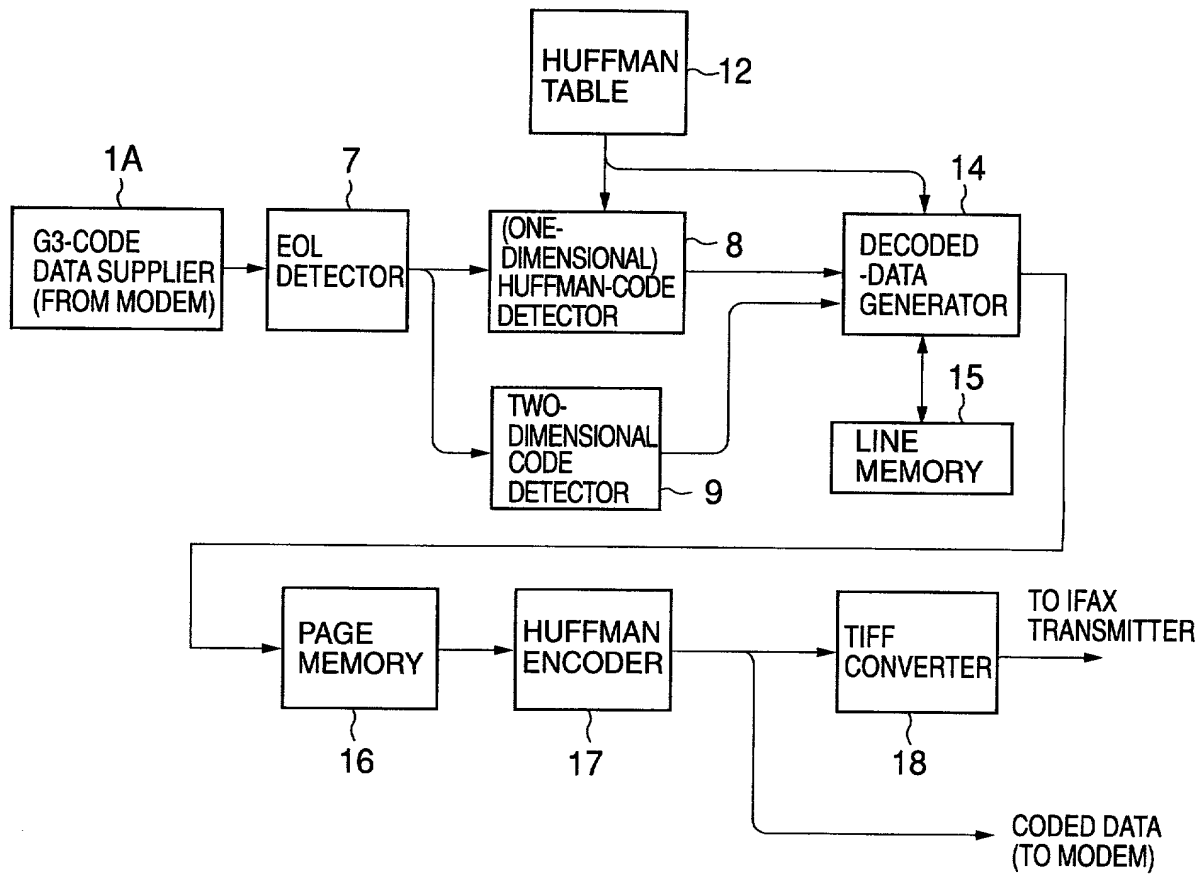 HUFFMAN
TABLE
12
1A
7
14
G3-CODE
DATA SUPPLIER
(FROM MODEM)
EOL
DETECTOR
(ONE-
DIMENSIONAL)
HUFFMAN-CODE
DETECTOR
8
DECODED
-DATA
GENERATOR
TWO-
DIMENSIONAL
CODE
DETECTOR
9
15
LINE
MEMORY
PAGE
MEMORY
16
HUFFMAN
ENCODER
17
TIFF
CONVERTER
18
TO IFAX
TRANSMITTER
CODED DATA
(TO MODEM)